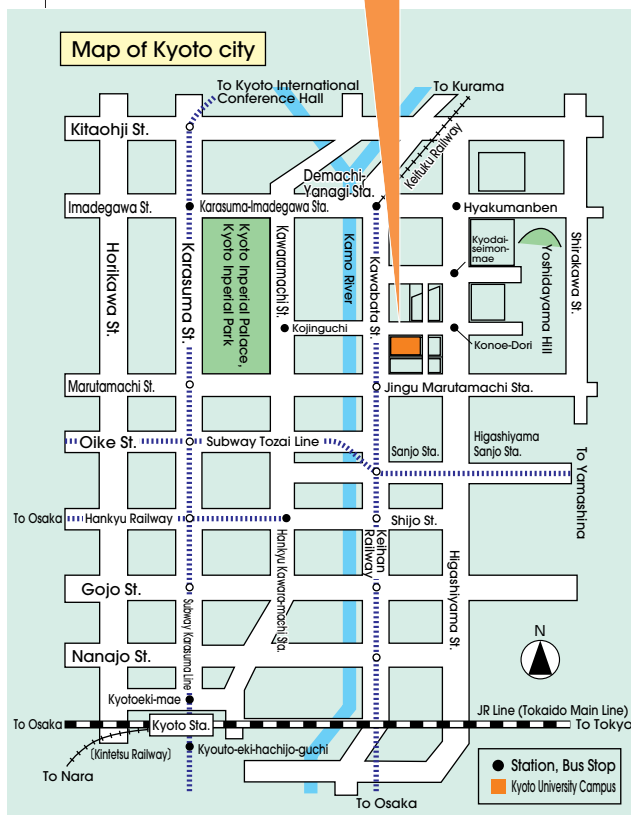 Map of Kyoto city
To Kyoto International
Conference Hall
To Kurama
Kitaohji St.
Keifuku Railway
Demachi-
Yanagi Sta.
Imadegawa St.
Karasuma-Imadegawa Sta.
Hyakumanben
Kyodai-
seimon-
mae
Horikawa St.
Karasuma St.
Kyoto Inperial Palace,
Kyoto Inperial Park
Kawaramachi St.
Kamo River
Kawabata St.
Yoshidayama Hill
Shirakawa St.
Kojinguchi
Konoe-Dori
Marutamachi St.
Jingu Marutamachi Sta.
Oike St.
Subway Tozai Line
Sanjo Sta.
Higashiyama
Sanjo Sta.
To Yamashina
To Osaka
Hankyu Railway
Shijo St.
Hankyu Kawara-machi Sta.
Keihan
Railway
Higashiyama St.
Gojo St.
Subway Karasuma Line
Nanajo St.
N
Kyotoeki-mae
JR Line (Tokaido Main Line)
To Osaka
Kyoto Sta.
To Tokyo
(Kintetsu Railway)
Kyouto-eki-hachijo-guchi
To Nara
Station, Bus Stop
Kyoto University Campus
To Osaka